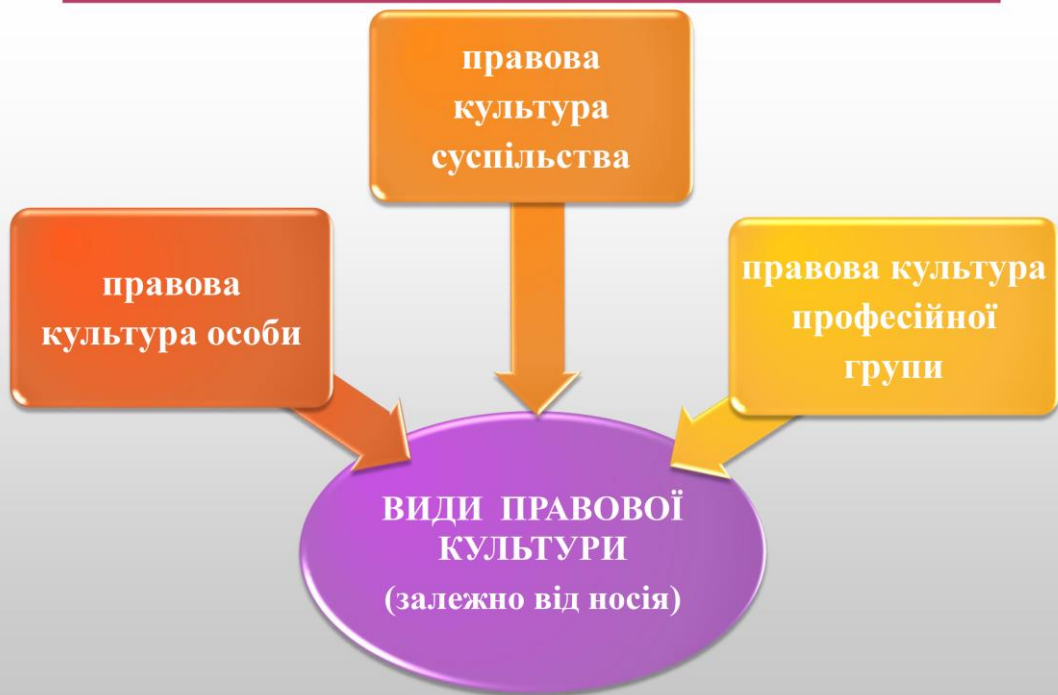 правова
культура
суспільства
правова
культура особи
правова культура
професійної
групи
ВИДИ ПРАВОВОЇ
КУЛЬТУРИ
(залежно від носія)